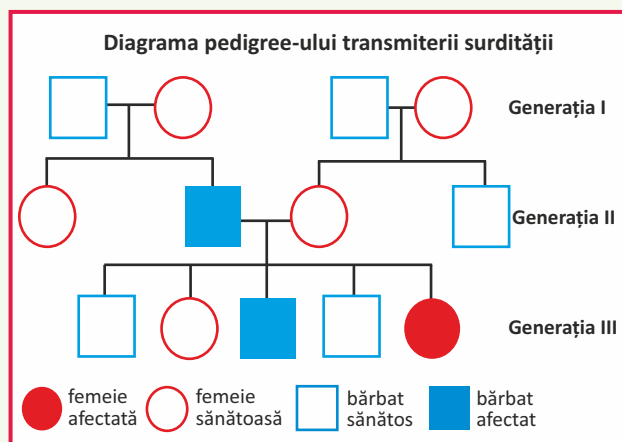 Diagrama pedigree-ului transmiterii surdității
Generația I
Generația II
Generația III
femeie
afectată
femeie
sănătoasă
bărbat
sănătos
bărbat
afectat